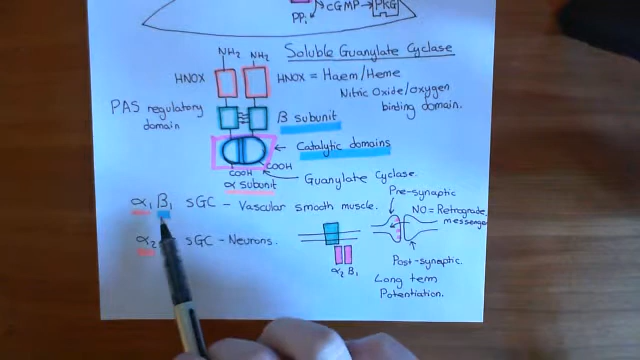 PPi
cGMP → PKG
Soluble Guanylate Cyclase
NH₂ NH₂
HNOX
HNOX = Haem/Heme
Nitric Oxide/oxygen
binding domain.
PAS regulatory
domain
β subunit
Catalytic domains
COOH COOH
α subunit
Guanylate Cyclase.
α₁ β₁ sGC - Vascular smooth muscle.
Pre-synaptic
NO = Retrograde
messenger
α₂ sGC - Neurons.
α₂ β₁
Post-synaptic.
Long term
Potentiation.